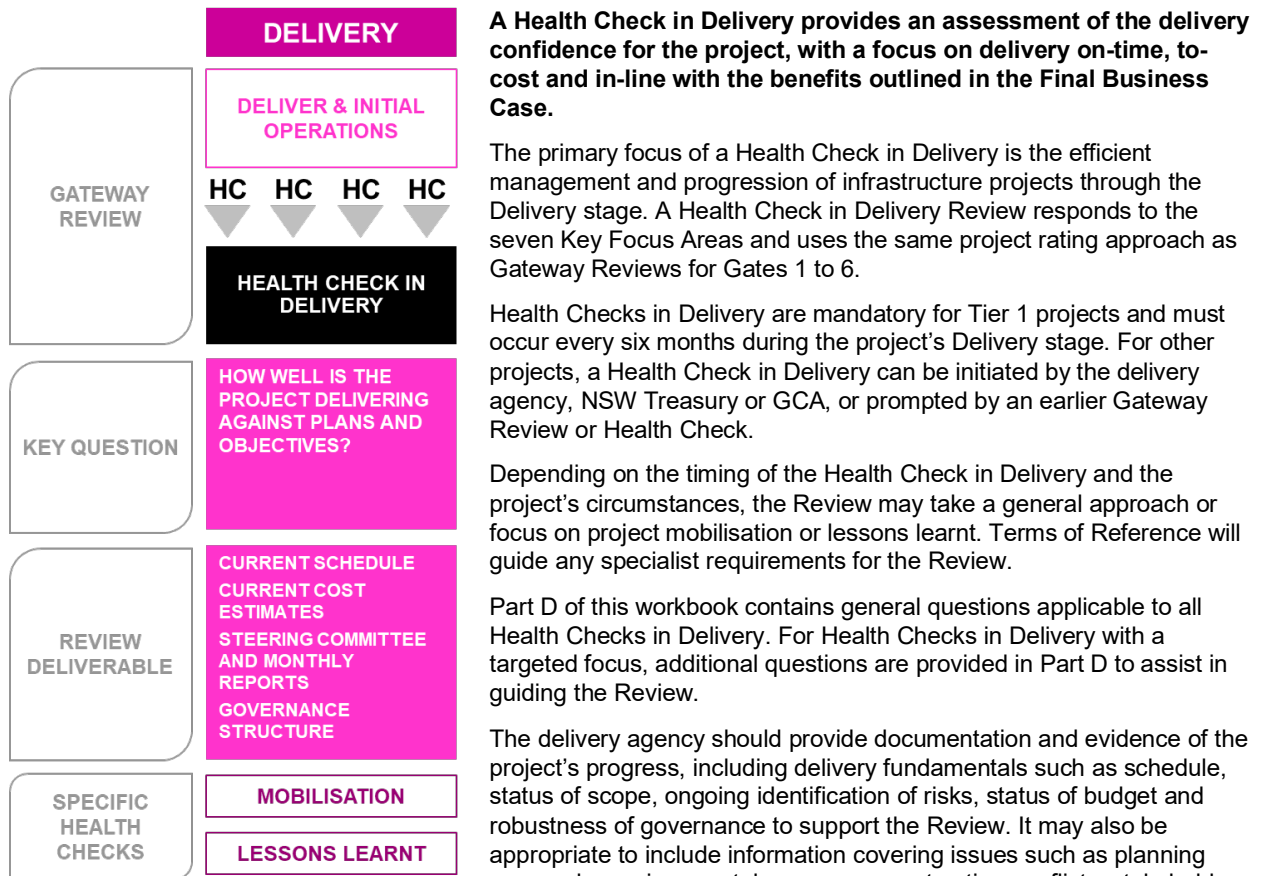 DELIVERY
GATEWAY
REVIEW
DELIVER & INITIAL
OPERATIONS
HC HC HC HC
HEALTH CHECK IN
DELIVERY
KEY QUESTION
HOW WELL IS THE
PROJECT DELIVERING
AGAINST PLANS AND
OBJECTIVES?
REVIEW
DELIVERABLE
CURRENT SCHEDULE
CURRENT COST
ESTIMATES
STEERING COMMITTEE
AND MONTHLY
REPORTS
GOVERNANCE
STRUCTURE
SPECIFIC
HEALTH
CHECKS
MOBILISATION
LESSONS LEARNT
A Health Check in Delivery provides an assessment of the delivery
confidence for the project, with a focus on delivery on-time, to-
cost and in-line with the benefits outlined in the Final Business
Case.
The primary focus of a Health Check in Delivery is the efficient
management and progression of infrastructure projects through the
Delivery stage. A Health Check in Delivery Review responds to the
seven Key Focus Areas and uses the same project rating approach as
Gateway Reviews for Gates 1 to 6.
Health Checks in Delivery are mandatory for Tier 1 projects and must
occur every six months during the project's Delivery stage. For other
projects, a Health Check in Delivery can be initiated by the delivery
agency, NSW Treasury or GCA, or prompted by an earlier Gateway
Review or Health Check.
Depending on the timing of the Health Check in Delivery and the
project's circumstances, the Review may take a general approach or
focus on project mobilisation or lessons learnt. Terms of Reference will
guide any specialist requirements for the Review.
Part D of this workbook contains general questions applicable to all
Health Checks in Delivery. For Health Checks in Delivery with a
targeted focus, additional questions are provided in Part D to assist in
guiding the Review.
The delivery agency should provide documentation and evidence of the
project's progress, including delivery fundamentals such as schedule,
status of scope, ongoing identification of risks, status of budget and
robustness of governance to support the Review. It may also be
appropriate to include information covering issues such as planning